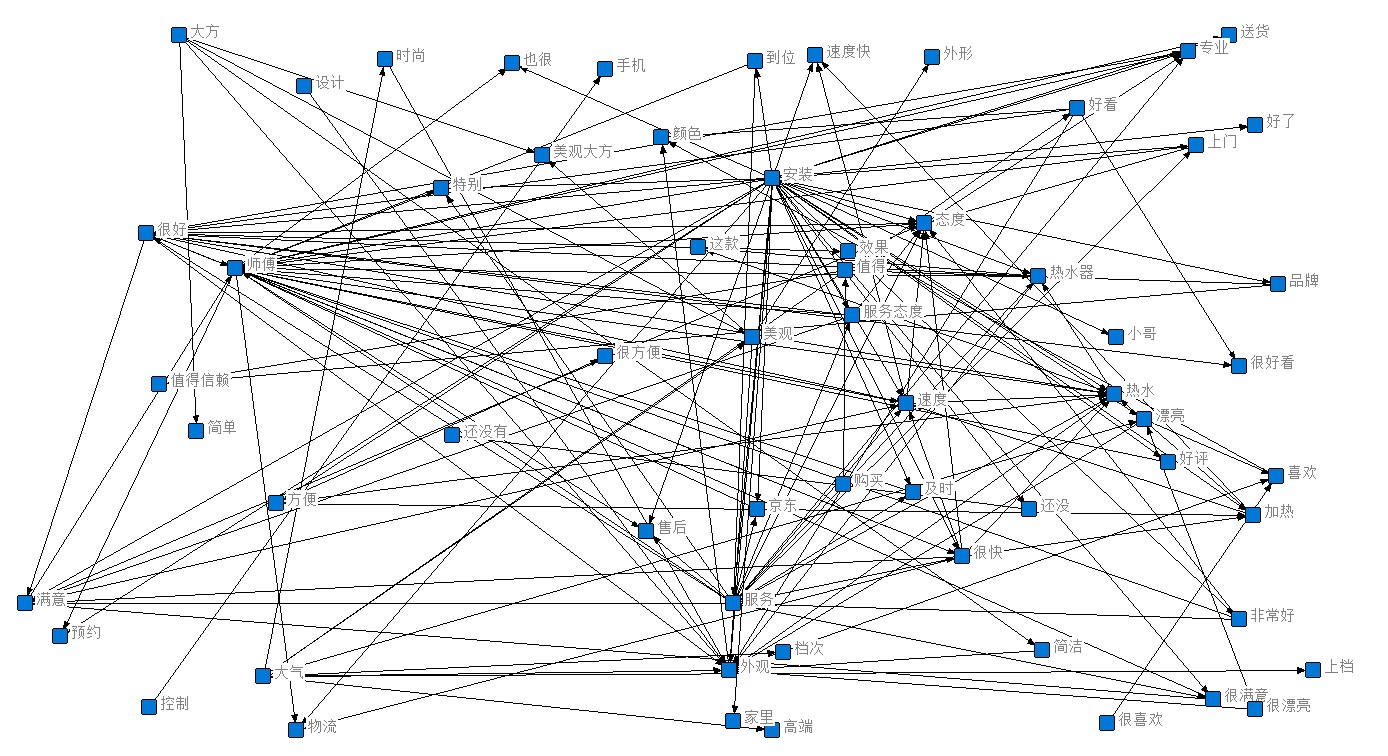 大方
送货
专业
时尚
也很
手机
到位
速度快
外形
设计
好看
好了
颜色
上门
美观大方
特别
安装
很好
态度
这款
效果
师傅
值得
热水器
品牌
服务态度
美观
小哥
很方便
很好看
值得信赖
热水
速度
漂亮
简单
还没有
好评
喜欢
购买
及时
方便
京东
还没
加热
售后
很快
满意
服务
非常好
预约
简洁
档次
外观
上档
大气
很满意
很漂亮
控制
物流
家里
高端
很喜欢